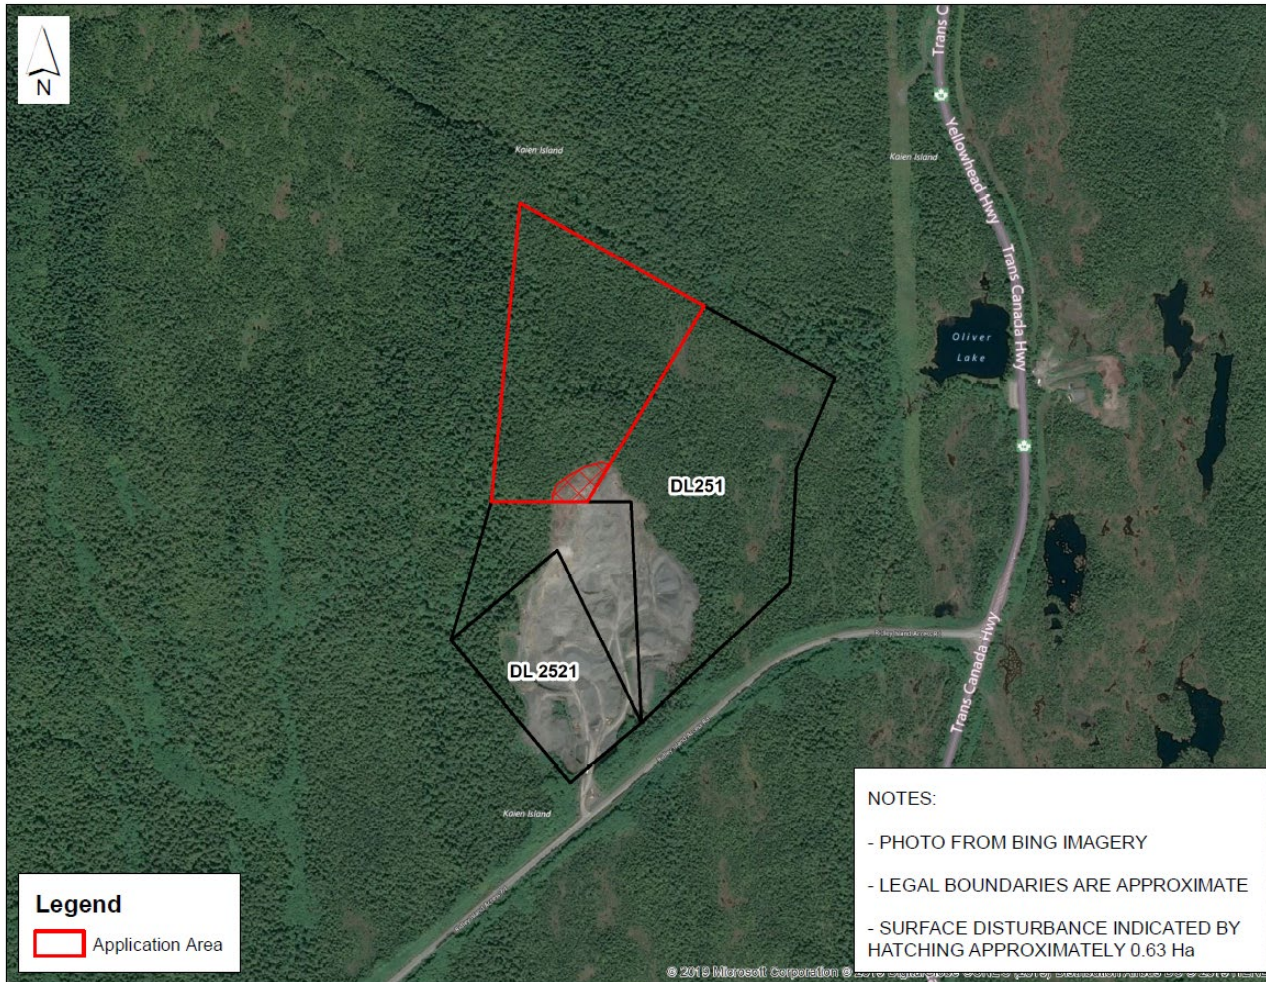 N
Trans C
Kaien Island
Kaien Island
Yellowhead Hwy
Trans Canada Hwy
Oliver
Lake
DL251
DL 2521
Trans Canada Hwy
Kaien Island
NOTES:
- PHOTO FROM BING IMAGERY
- LEGAL BOUNDARIES ARE APPROXIMATE
- SURFACE DISTURBANCE INDICATED BY
HATCHING APPROXIMATELY 0.63 Ha
Legend
Application Area
© 2019 Microsoft Corporation ©